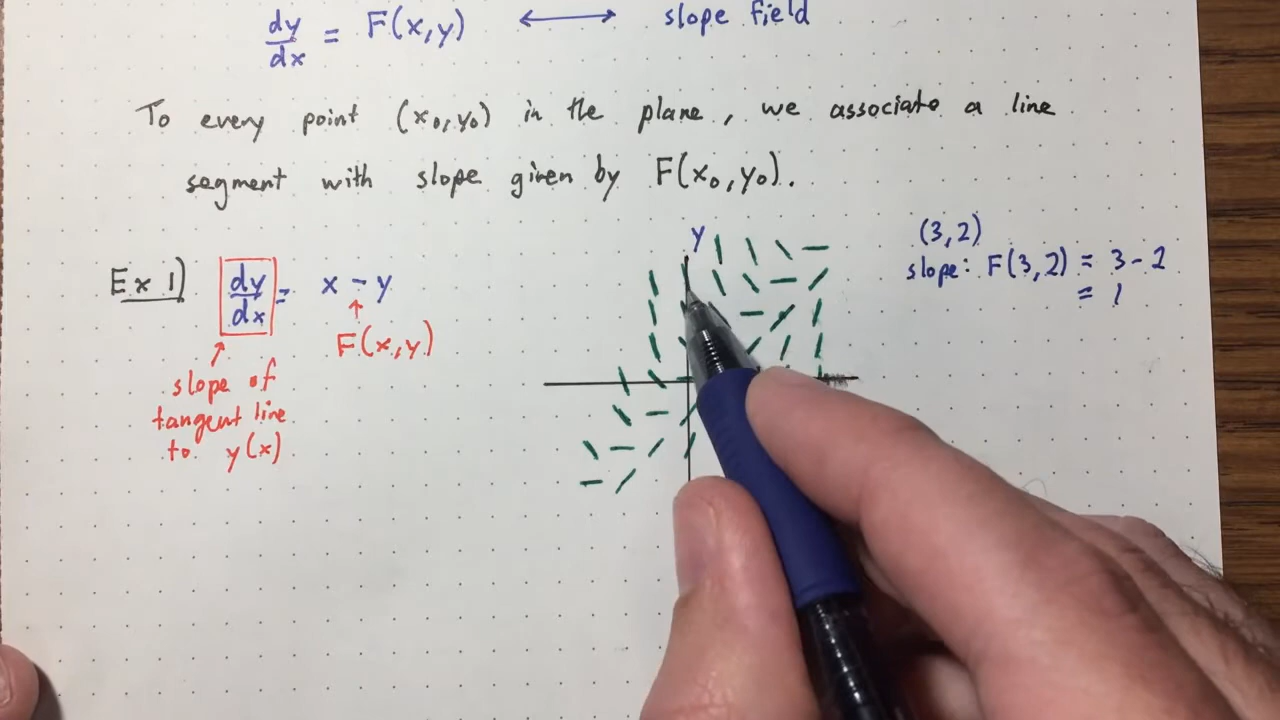 dy/dx = F(x,y) ⟷ slope field
To every point (x₀,y₀) in the plane, we associate a line
segment with slope given by F(x₀,y₀).
Ex 1) dy/dx = x - y
↑
F(x,y)
slope of
tangent line
to y(x)
y
(3,2)
slope: F(3,2) = 3-2
= 1